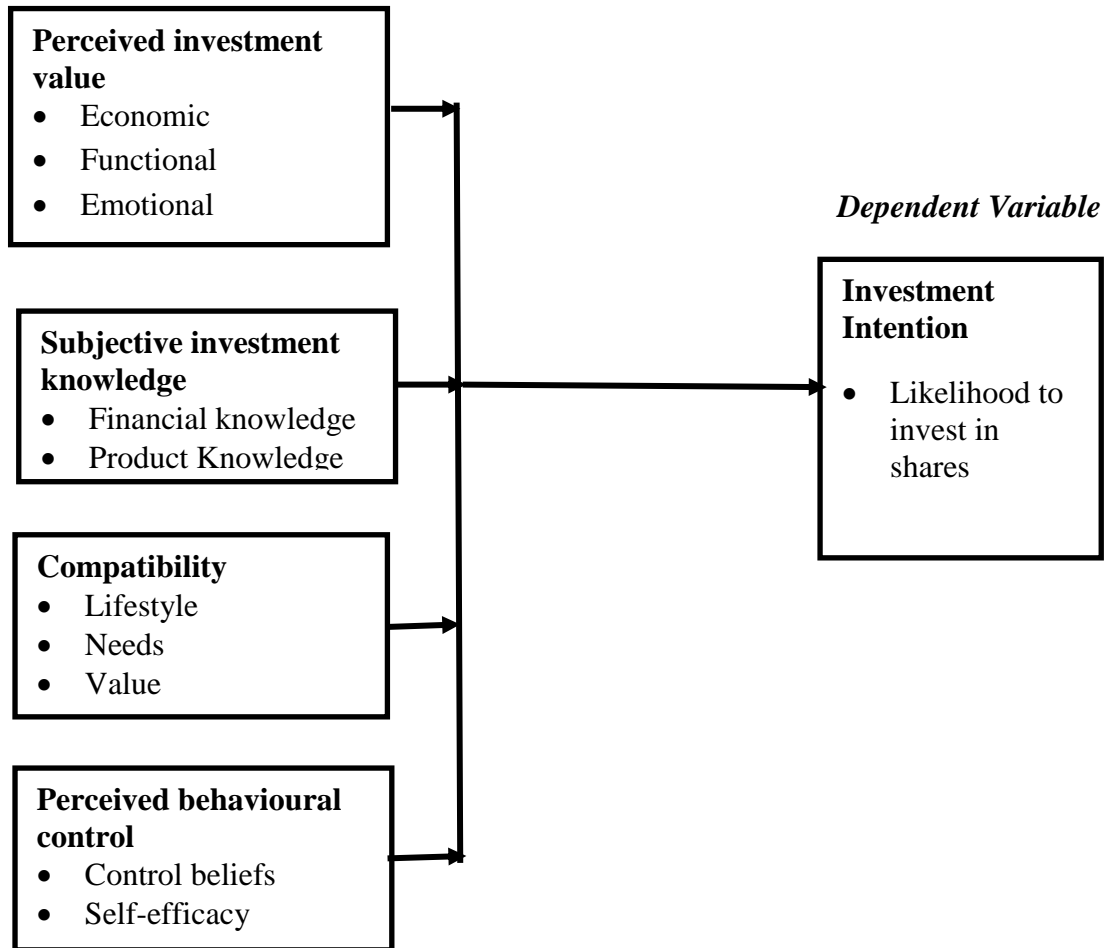 Perceived investment
value
• Economic
• Functional
• Emotional
Subjective investment
knowledge
• Financial knowledge
• Product Knowledge
Compatibility
• Lifestyle
• Needs
• Value
Perceived behavioural
control
• Control beliefs
• Self-efficacy
Dependent Variable
Investment
Intention
• Likelihood to
invest in
shares